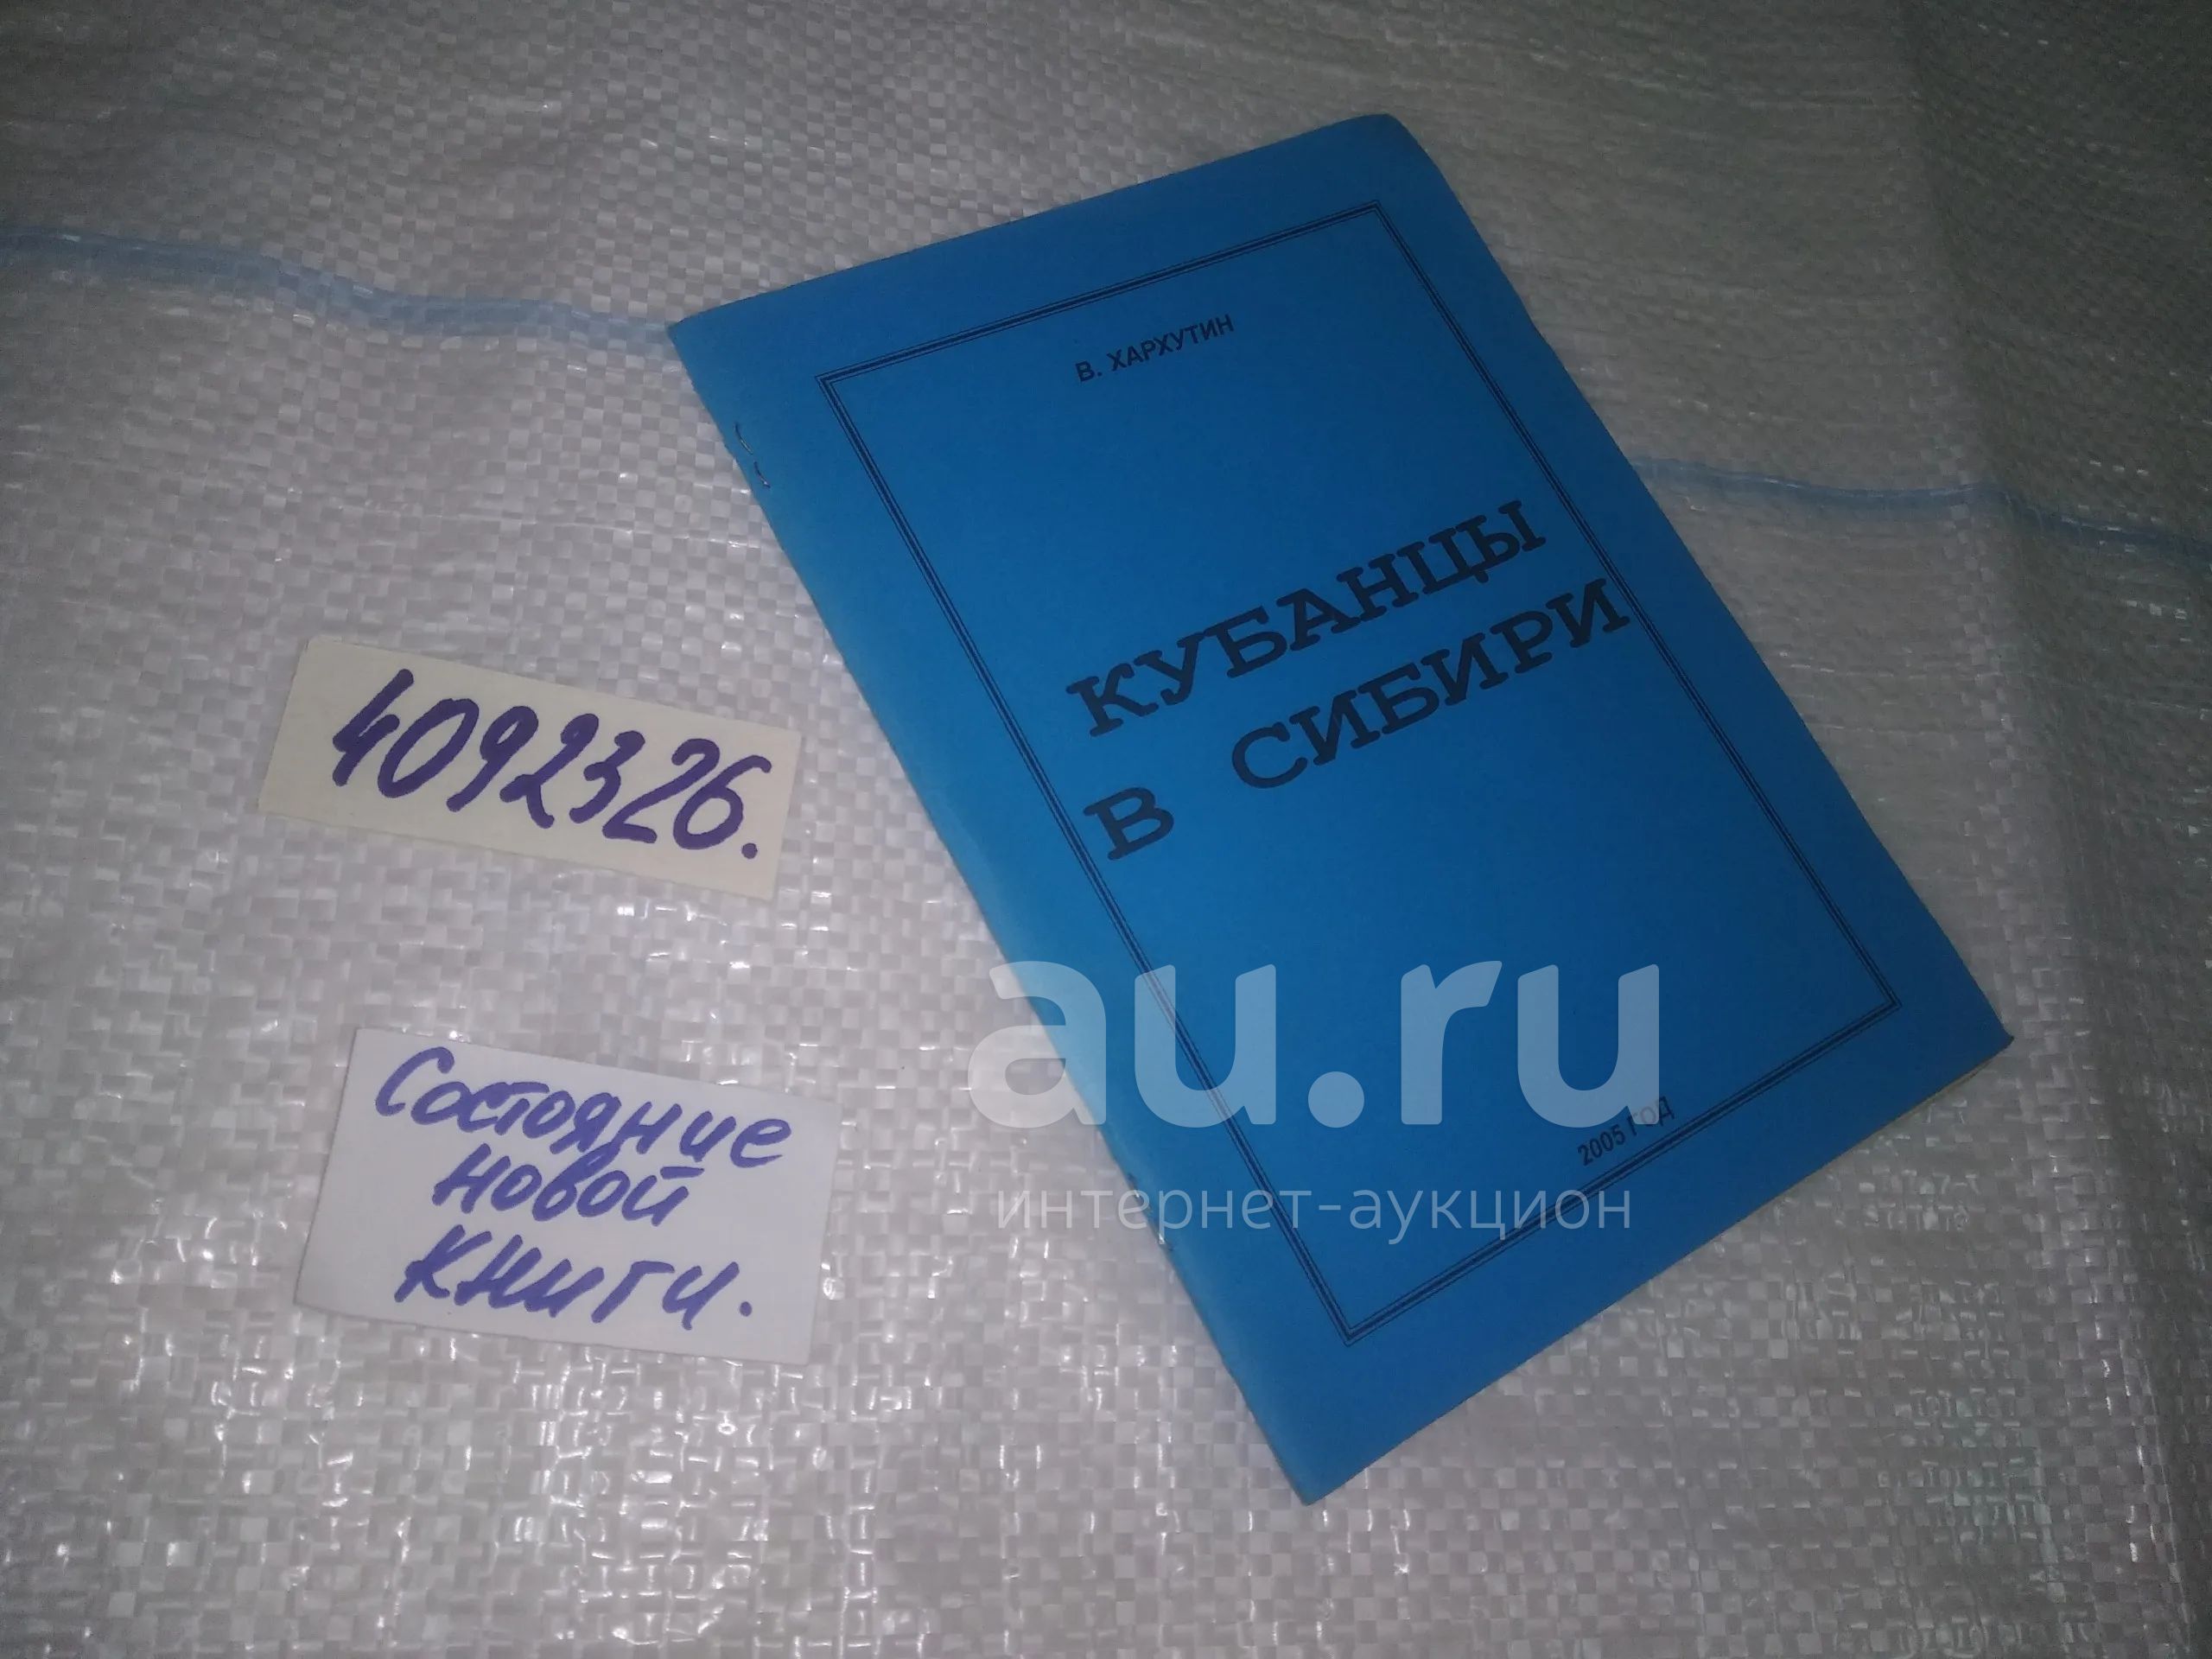 В. ХАРХУТИН
КУБАНЦЫ
В СИБИРИ
2005 ГОД
4092326.
Состояние
новой
книги.
au.ru
интернет-аукцион